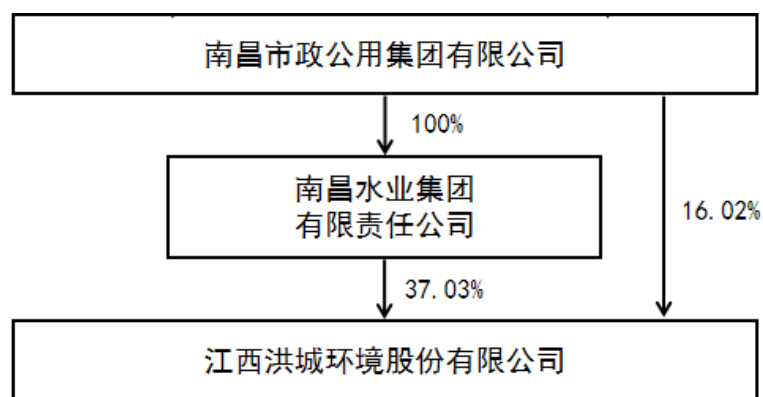 南昌市政公用集团有限公司
100%
南昌水业集团
有限责任公司
16.02%
37.03%
江西洪城环境股份有限公司